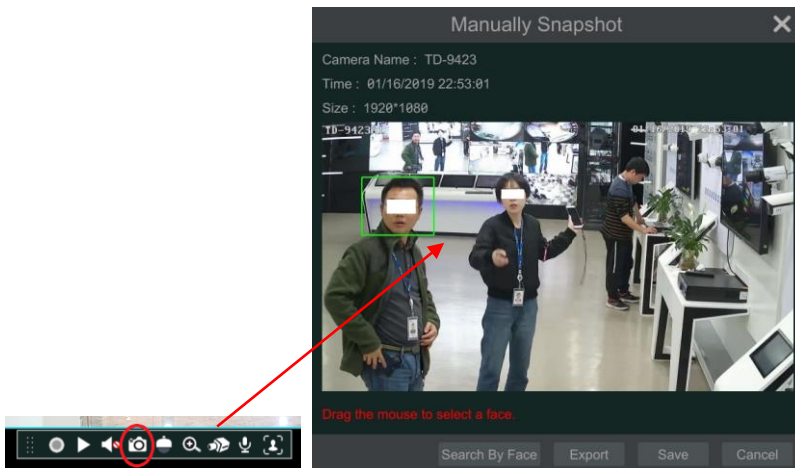 Manually Snapshot
Camera Name : TD-9423
Time : 01/16/2019 22:53:01
Size : 1920*1080
TD-9423
01/16/2019 22:53:01
Drag the mouse to select a face.
Search By Face
Export
Save
Cancel